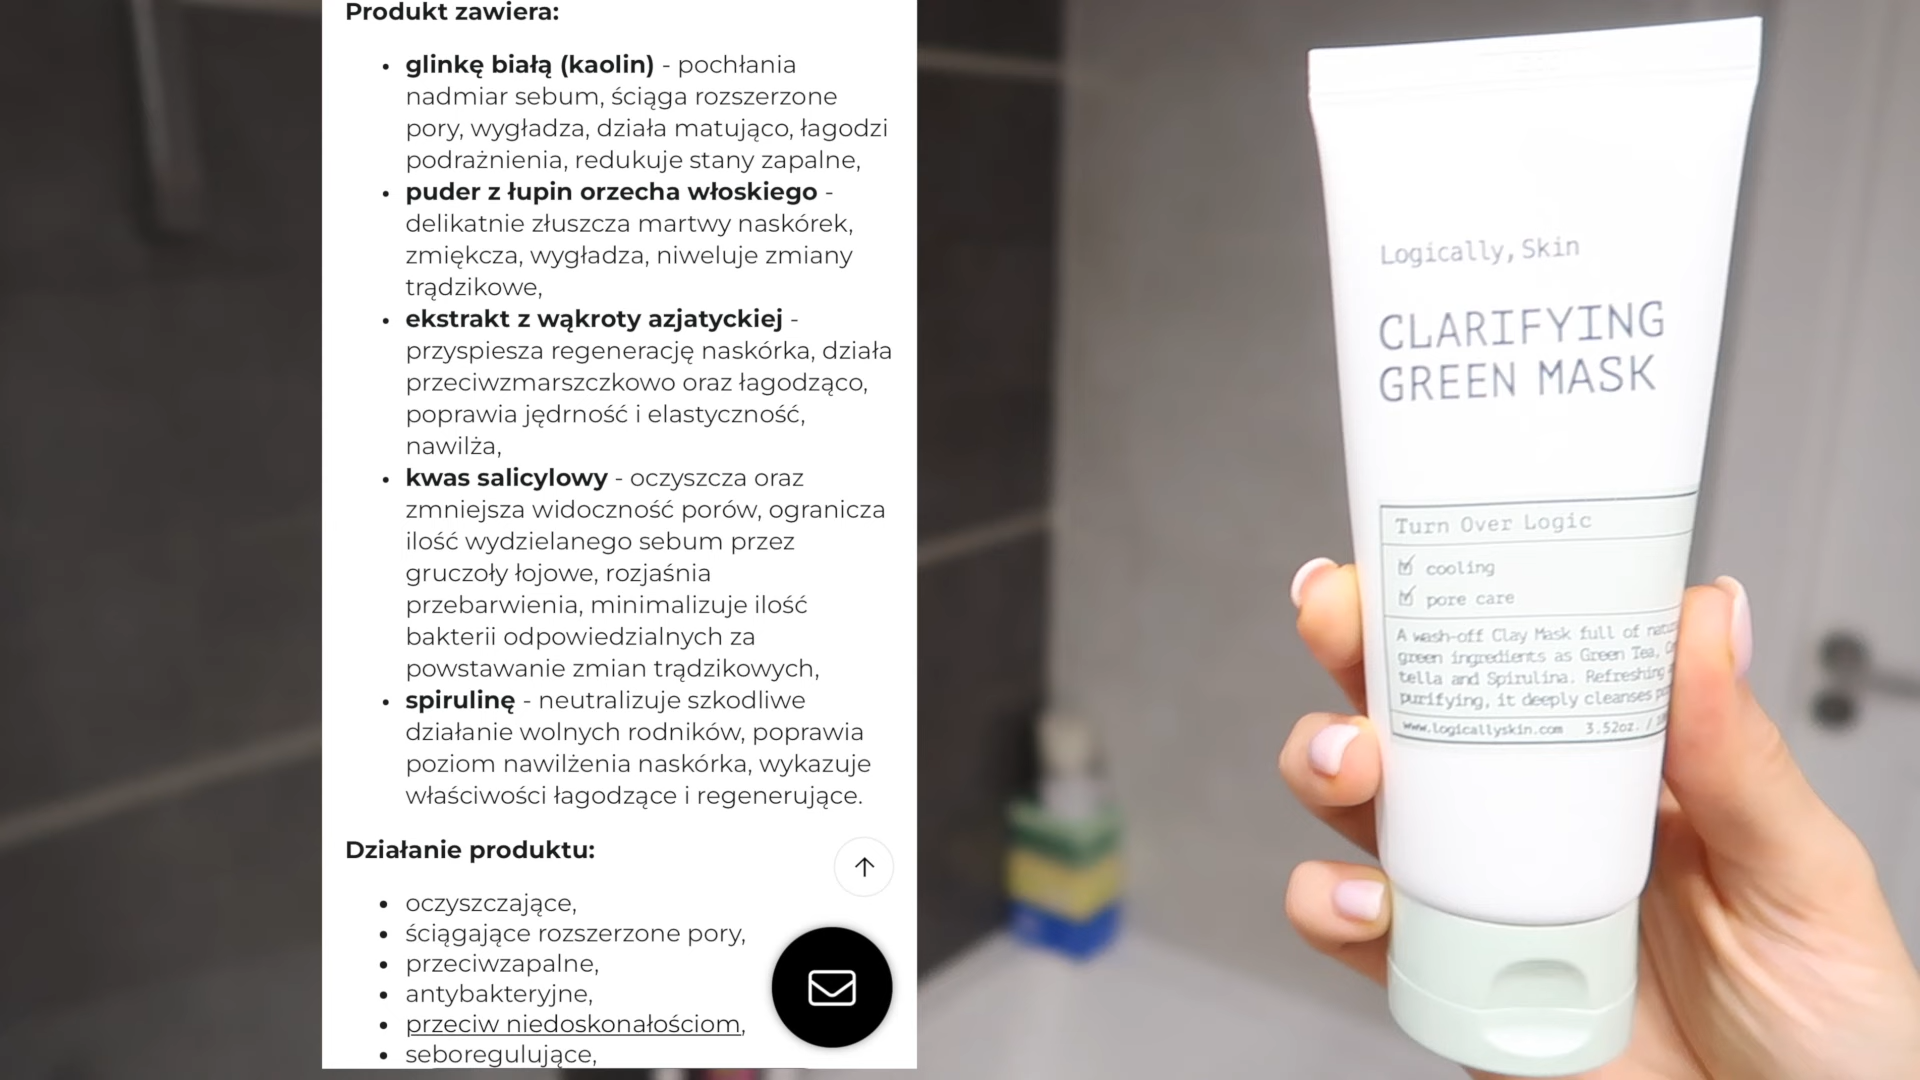 Produkt zawiera:
glinkę białą (kaolin) - pochłania
nadmiar sebum, ściąga rozszerzone
pory, wygładza, działa matująco, łagodzi
podrażnienia, redukuje stany zapalne,
puder z łupin orzecha włoskiego -
delikatnie złuszcza martwy naskórek,
zmiękcza, wygładza, niweluje zmiany
trądzikowe,
ekstrakt z wąkroty azjatyckiej -
przyspiesza regenerację naskórka, działa
przeciwzmarszczkowo oraz łagodząco,
poprawia jędrność i elastyczność,
nawilża,
kwas salicylowy - oczyszcza oraz
zmniejsza widoczność porów, ogranicza
ilość wydzielanego sebum przez
gruczoły łojowe, rozjaśnia
przebarwienia, minimalizuje ilość
bakterii odpowiedzialnych za
powstawanie zmian trądzikowych,
spirulinę - neutralizuje szkodliwe
działanie wolnych rodników, poprawia
poziom nawilżenia naskórka, wykazuje
właściwości łagodzące i regenerujące.
Działanie produktu:
oczyszczające,
ściągające rozszerzone pory,
przeciwzapalne,
antybakteryjne,
przeciw niedoskonałościom,
seboregulujące,
Logically, Skin
CLARIFYING
GREEN MASK
Turn Over Logic
cooling
pore care
A wash-off Clay Mask full of
green ingredients as Green Tea,
tella and Spirulina. Refreshing
purifying, it deeply cleanses
www.logicallyskin.com 3.52oz. /